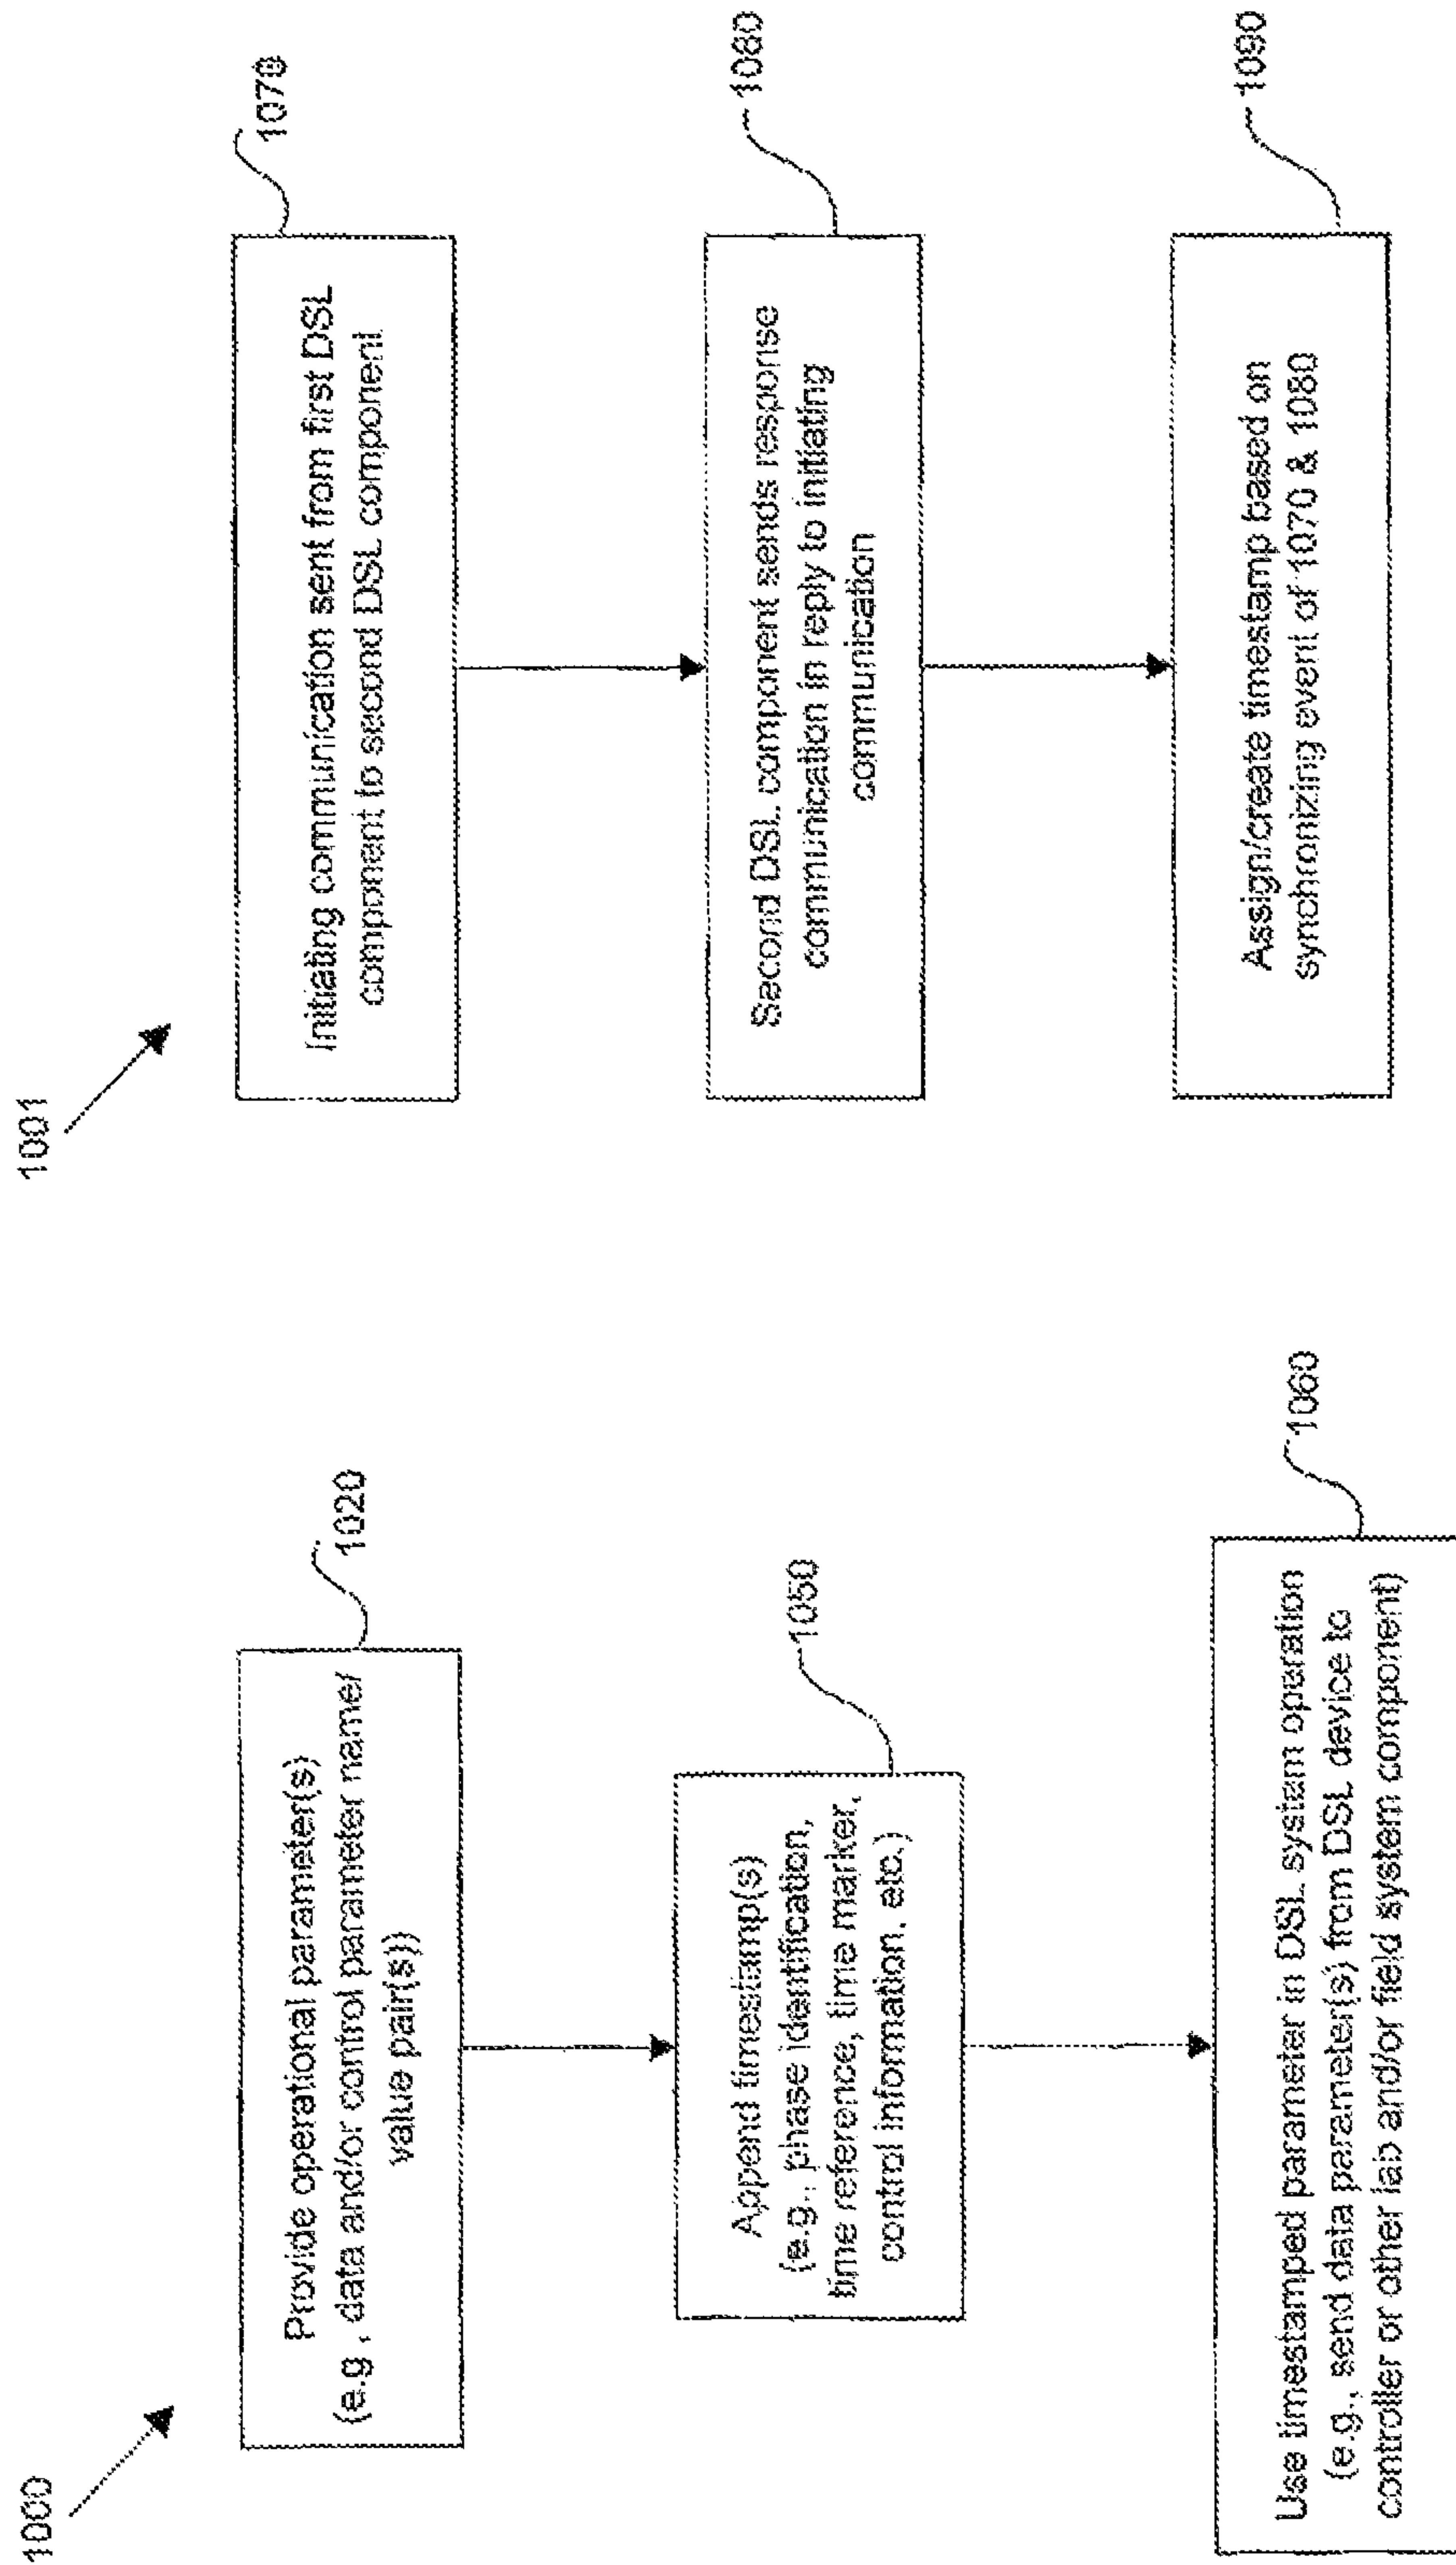 1000
Provide operational parameter(s)
(e.g., data and/or control parameter name/
value pair(s))
1020
Append timestamp(s)
(e.g., phase identification,
time reference, time marker,
control information, etc.)
1050
Use timestamped parameter in DSL system operation
(e.g., send data parameter(s) from DSL device to
controller or other lab and/or field system component)
1060
1001
Initiating communication sent from first DSL
component to second DSL component
1070
Second DSL component sends response
communication in reply to initiating
communication
1080
Assign/create timestamp based on
synchronizing event of 1070 & 1080
1090